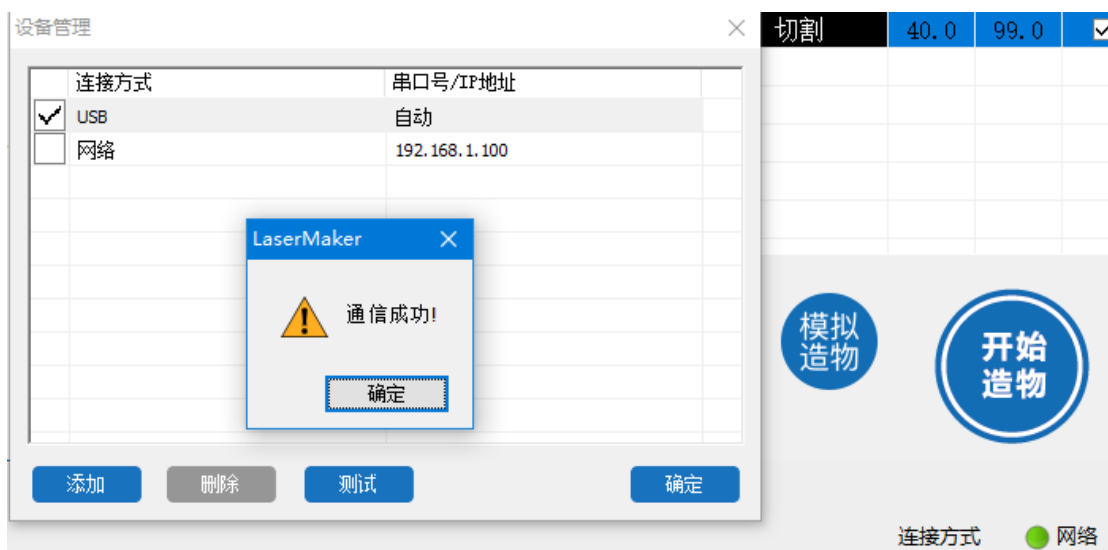 设备管理
切割 40.0 99.0
连接方式 串口号/IP地址
USB 自动
网络 192.168.1.100
LaserMaker
通信成功!
确定
模拟
造物
开始
造物
添加 删除 测试 确定
连接方式 网络